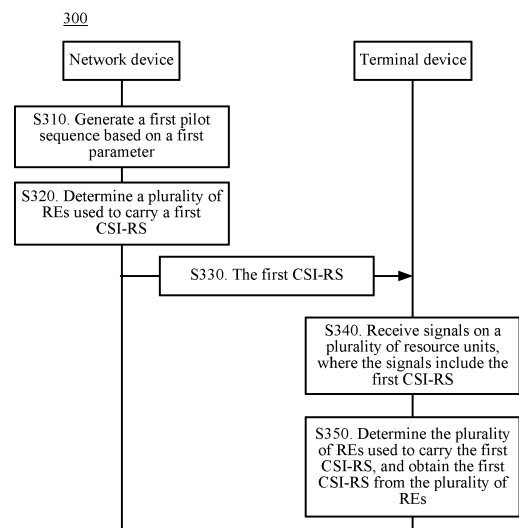 300
Network device
Terminal device
S310. Generate a first pilot
sequence based on a first
parameter
S320. Determine a plurality of
REs used to carry a first
CSI-RS
S330. The first CSI-RS
S340. Receive signals on a
plurality of resource units,
where the signals include the
first CSI-RS
S350. Determine the plurality
of REs used to carry the first
CSI-RS, and obtain the first
CSI-RS from the plurality of
REs